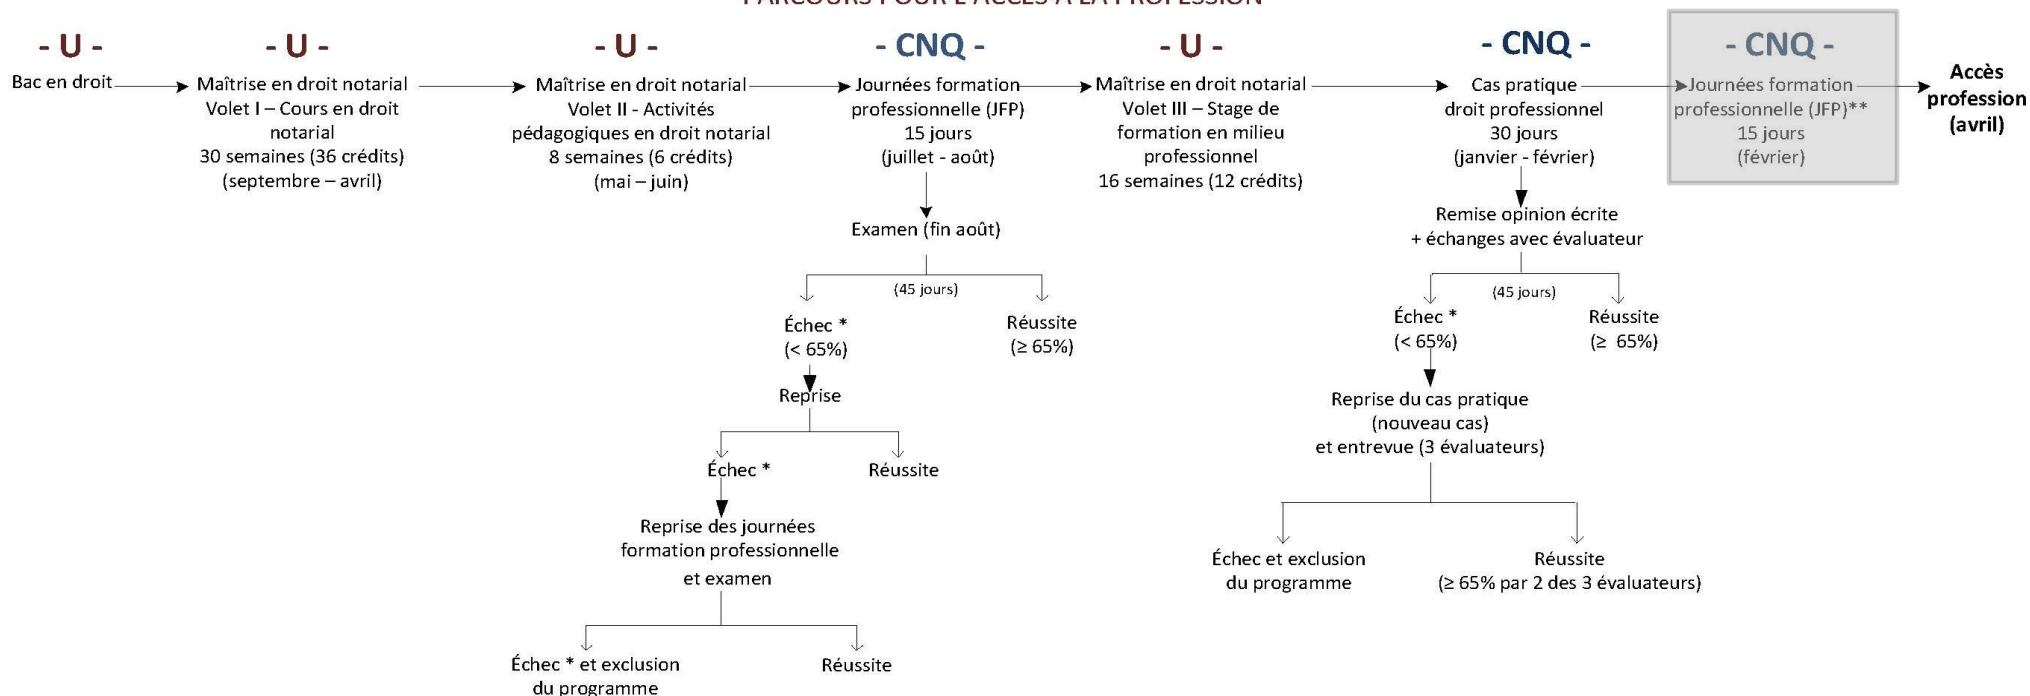 PARCOURS POUR L'ACCÈS À LA PROFESSION
- U -
Bac en droit
- U -
Maîtrise en droit notarial
Volet I – Cours en droit
notarial
30 semaines (36 crédits)
(septembre – avril)
- U -
Maîtrise en droit notarial
Volet II - Activités
pédagogiques en droit notarial
8 semaines (6 crédits)
(mai – juin)
- CNQ -
Journées formation
professionnelle (JFP)
15 jours
(juillet - août)
- U -
Maîtrise en droit notarial
Volet III – Stage de
formation en milieu
professionnel
16 semaines (12 crédits)
- CNQ -
Cas pratique
droit professionnel
30 jours
(janvier - février)
- CNQ -
Journées formation
professionnelle (JFP)**
15 jours
(février)
Accès
profession
(avril)
Examen (fin août)
(45 jours)
Échec *
(< 65%)
Réussite
(≥ 65%)
Reprise
Échec *
Réussite
Reprise des journées
formation professionnelle
et examen
Échec * et exclusion
du programme
Réussite
Remise opinion écrite
+ échanges avec évaluateur
(45 jours)
Échec *
(< 65%)
Réussite
(≥ 65%)
Reprise du cas pratique
(nouveau cas)
et entrevue (3 évaluateurs)
Échec et exclusion
du programme
Réussite
(≥ 65% par 2 des 3 évaluateurs)